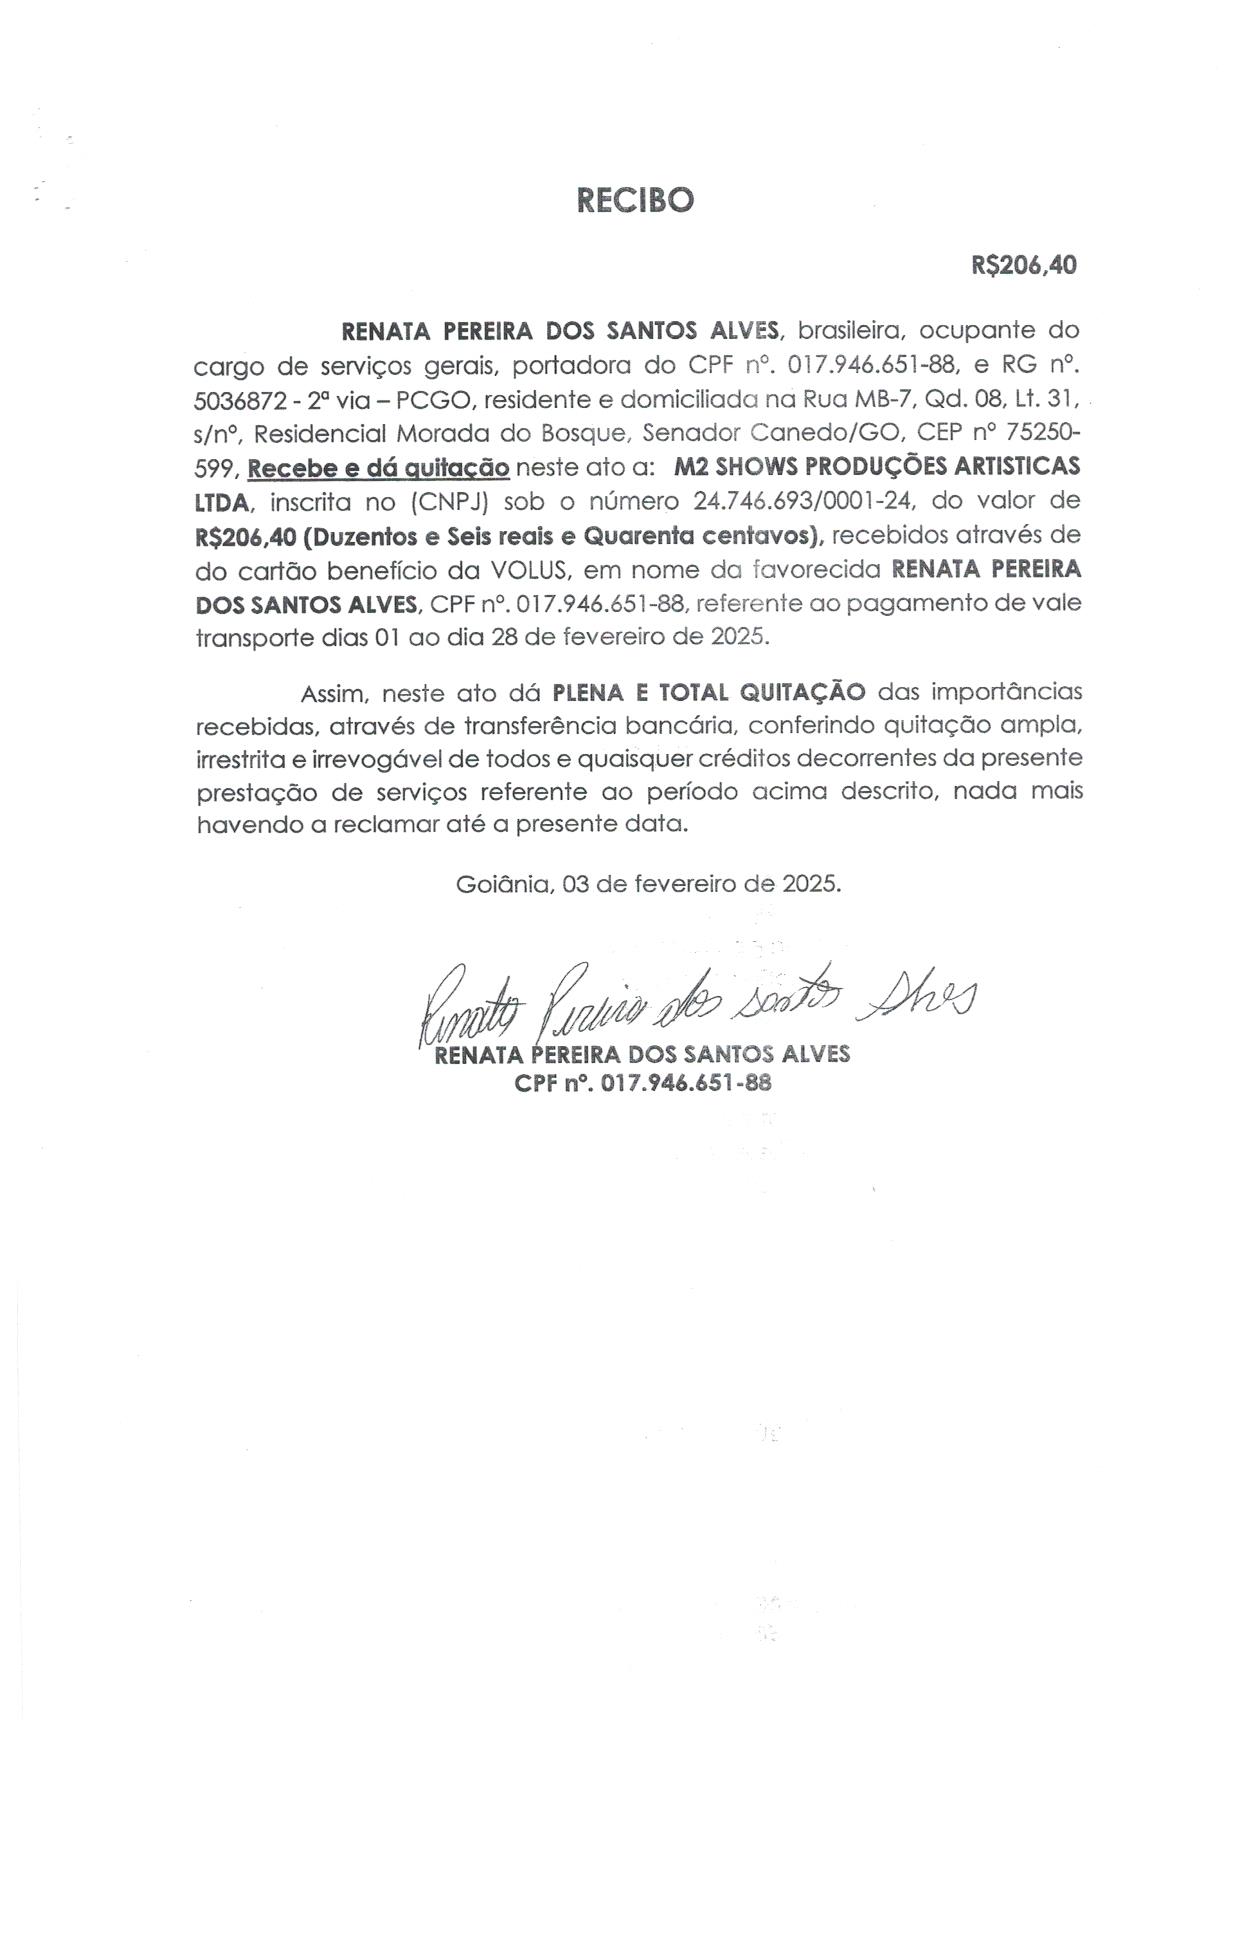 RECIBO
R$206,40
RENATA PEREIRA DOS SANTOS ALVES, brasileira, ocupante do
cargo de serviços gerais, portadora do CPF nº. 017.946.651-88, e RG nº.
5036872 - 2ª via – PCGO, residente e domiciliada na Rua MB-7, Qd. 08, Lt. 31,
s/nº, Residencial Morada do Bosque, Senador Canedo/GO, CEP nº 75250-
599, Recebe e dá quitação neste ato a: M2 SHOWS PRODUÇÕES ARTISTICAS
LTDA, inscrita no (CNPJ) sob o número 24.746.693/0001-24, do valor de
R$206,40 (Duzentos e Seis reais e Quarenta centavos), recebidos através de
do cartão benefício da VOLUS, em nome da favorecida RENATA PEREIRA
DOS SANTOS ALVES, CPF nº. 017.946.651-88, referente ao pagamento de vale
transporte dias 01 ao dia 28 de fevereiro de 2025.
Assim, neste ato dá PLENA E TOTAL QUITAÇÃO das importâncias
recebidas, através de transferência bancária, conferindo quitação ampla,
irrestrita e irrevogável de todos e quaisquer créditos decorrentes da presente
prestação de serviços referente ao período acima descrito, nada mais
havendo a reclamar até a presente data.
Goiânia, 03 de fevereiro de 2025.
Renata Pereira dos santos Alves
RENATA PEREIRA DOS SANTOS ALVES
CPF nº. 017.946.651-88